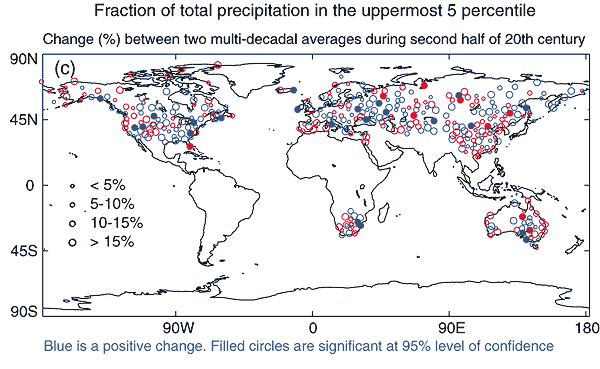 Fraction of total precipitation in the uppermost 5 percentile
Change (%) between two multi-decadal averages during second half of 20th century
90N
(c)
45N
0
< 5%
5-10%
10-15%
> 15%
45S
90S
90W 0 90E 180
Blue is a positive change. Filled circles are significant at 95% level of confidence